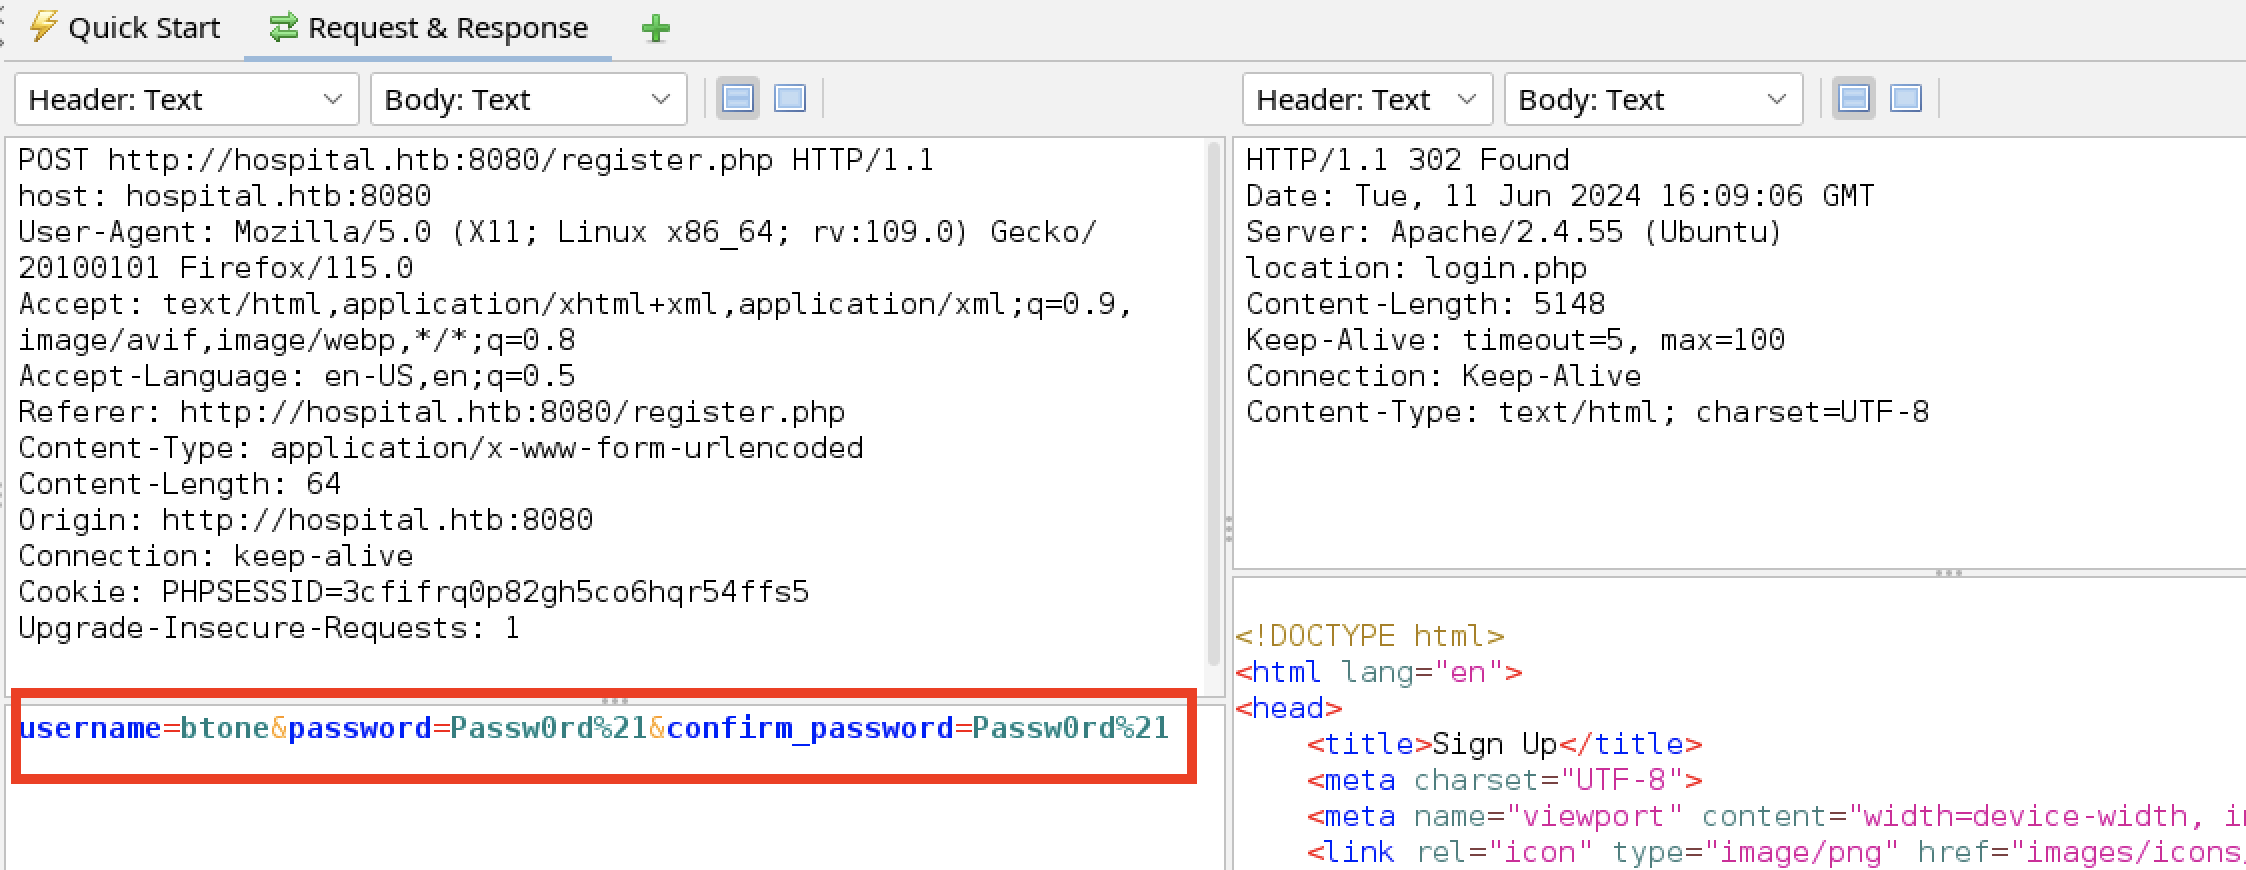 Quick Start
Request & Response
Header: Text
Body: Text
POST http://hospital.htb:8080/register.php HTTP/1.1
host: hospital.htb:8080
User-Agent: Mozilla/5.0 (X11; Linux x86_64; rv:109.0) Gecko/
20100101 Firefox/115.0
Accept: text/html,application/xhtml+xml,application/xml;q=0.9,
image/avif,image/webp,*/*;q=0.8
Accept-Language: en-US,en;q=0.5
Referer: http://hospital.htb:8080/register.php
Content-Type: application/x-www-form-urlencoded
Content-Length: 64
Origin: http://hospital.htb:8080
Connection: keep-alive
Cookie: PHPSESSID=3cfifrq0p82gh5co6hqr54ffs5
Upgrade-Insecure-Requests: 1
username=btone&password=Passw0rd%21&confirm_password=Passw0rd%21
Header: Text
Body: Text
HTTP/1.1 302 Found
Date: Tue, 11 Jun 2024 16:09:06 GMT
Server: Apache/2.4.55 (Ubuntu)
location: login.php
Content-Length: 5148
Keep-Alive: timeout=5, max=100
Connection: Keep-Alive
Content-Type: text/html; charset=UTF-8
<!DOCTYPE html>
<html lang="en">
<head>
<title>Sign Up</title>
<meta charset="UTF-8">
<meta name="viewport" content="width=device-width,
<link rel="icon" type="image/png" href="images/icons/